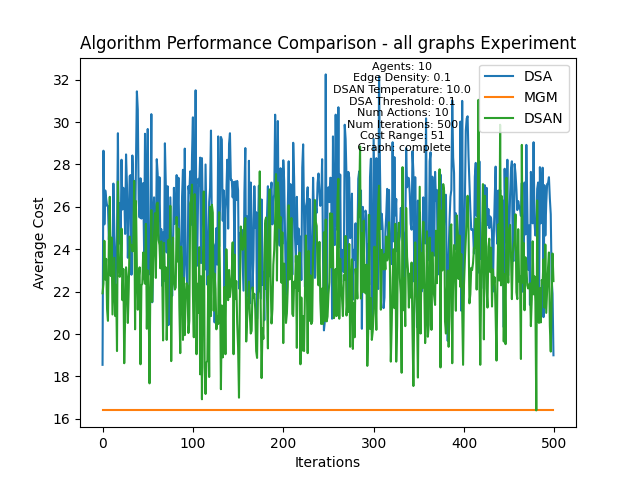 Algorithm Performance Comparison - all graphs Experiment
Agents: 10
Edge Density: 0.1
DSAN Temperature: 10.0
DSA Threshold: 0.1
Num Actions: 10
Num Iterations: 500
Cost Range: 51
Graph: complete
DSA
MGM
DSAN
Average Cost
32
30
28
26
24
22
20
18
16
0
100
200
300
400
500
Iterations